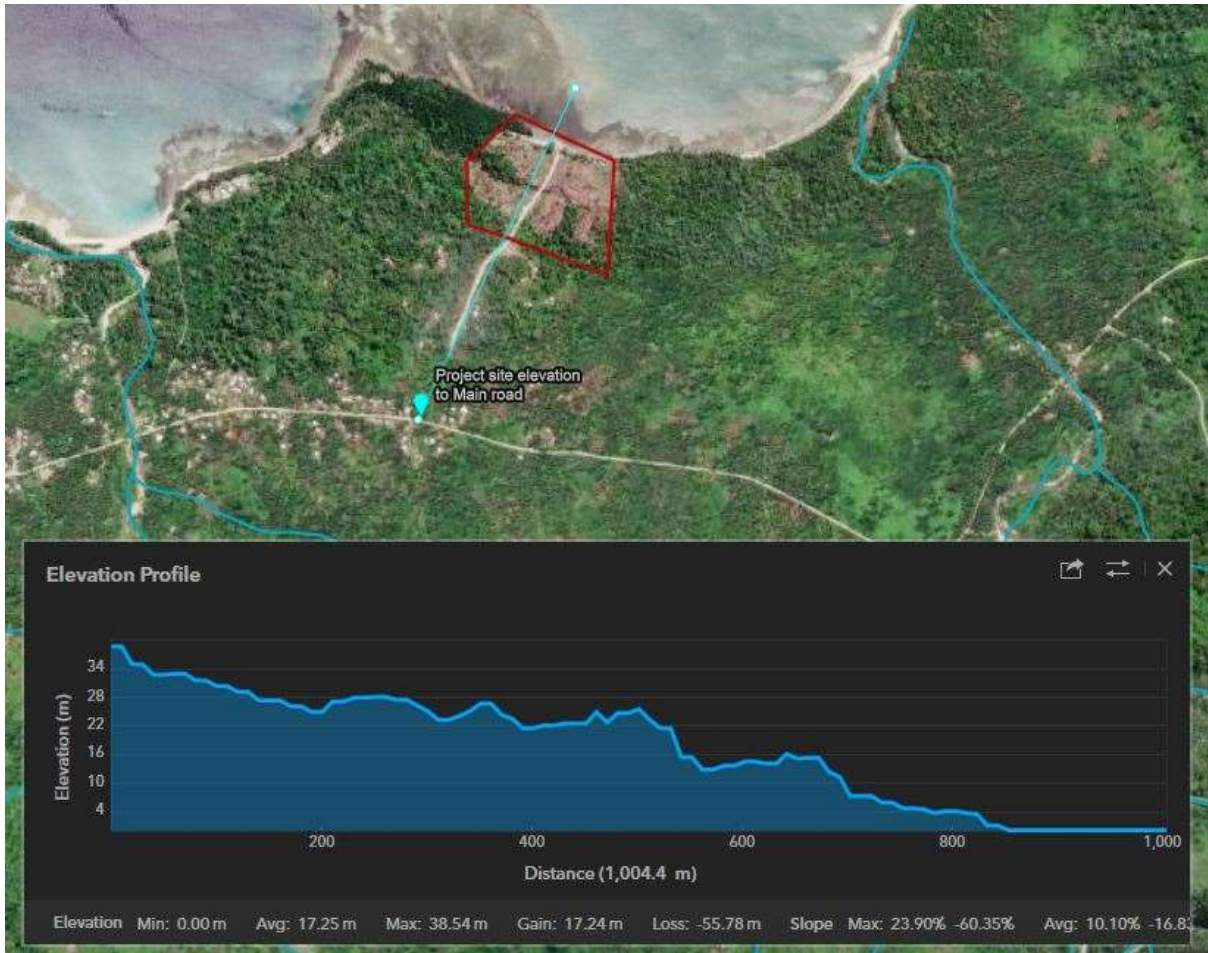 Project site elevation
to Main road
Elevation Profile
Elevation (m)
34
28
22
16
10
4
200 400 600 800 1,000
Distance (1,004.4 m)
Elevation Min: 0.00 m Avg: 17.25 m Max: 38.54 m Gain: 17.24 m Loss: -55.78 m Slope Max: 23.90% -60.35% Avg: 10.10% -16.8